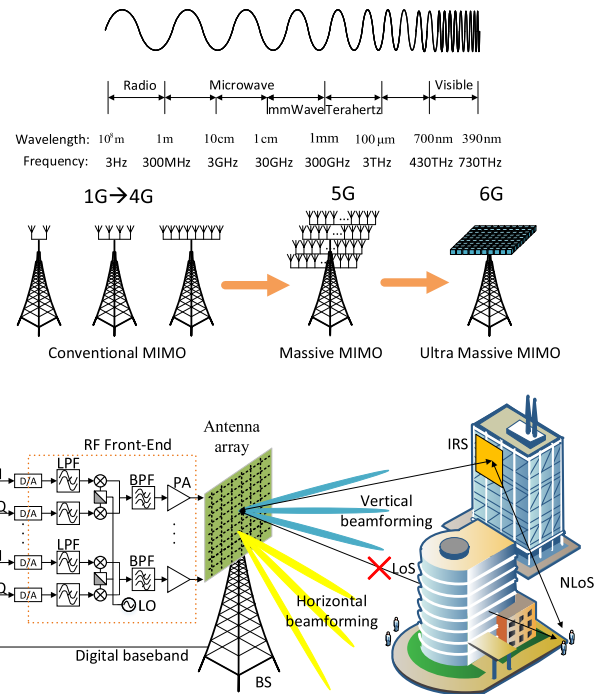 Radio Microwave Visible
mmWave Terahertz
Wavelength: 10⁸m 1m 10cm 1cm 1mm 100μm 700nm 390nm
Frequency: 3Hz 300MHz 3GHz 30GHz 300GHz 3THz 430THz 730THz
1G→4G 5G 6G
... ... ... ...
Conventional MIMO Massive MIMO Ultra Massive MIMO
RF Front-End
Antenna
array
IRS
LPF BPF PA
D/A
D/A
Vertical
beamforming
LPF BPF
D/A
D/A
LO
LoS
NLoS
Horizontal
beamforming
Digital baseband
BS